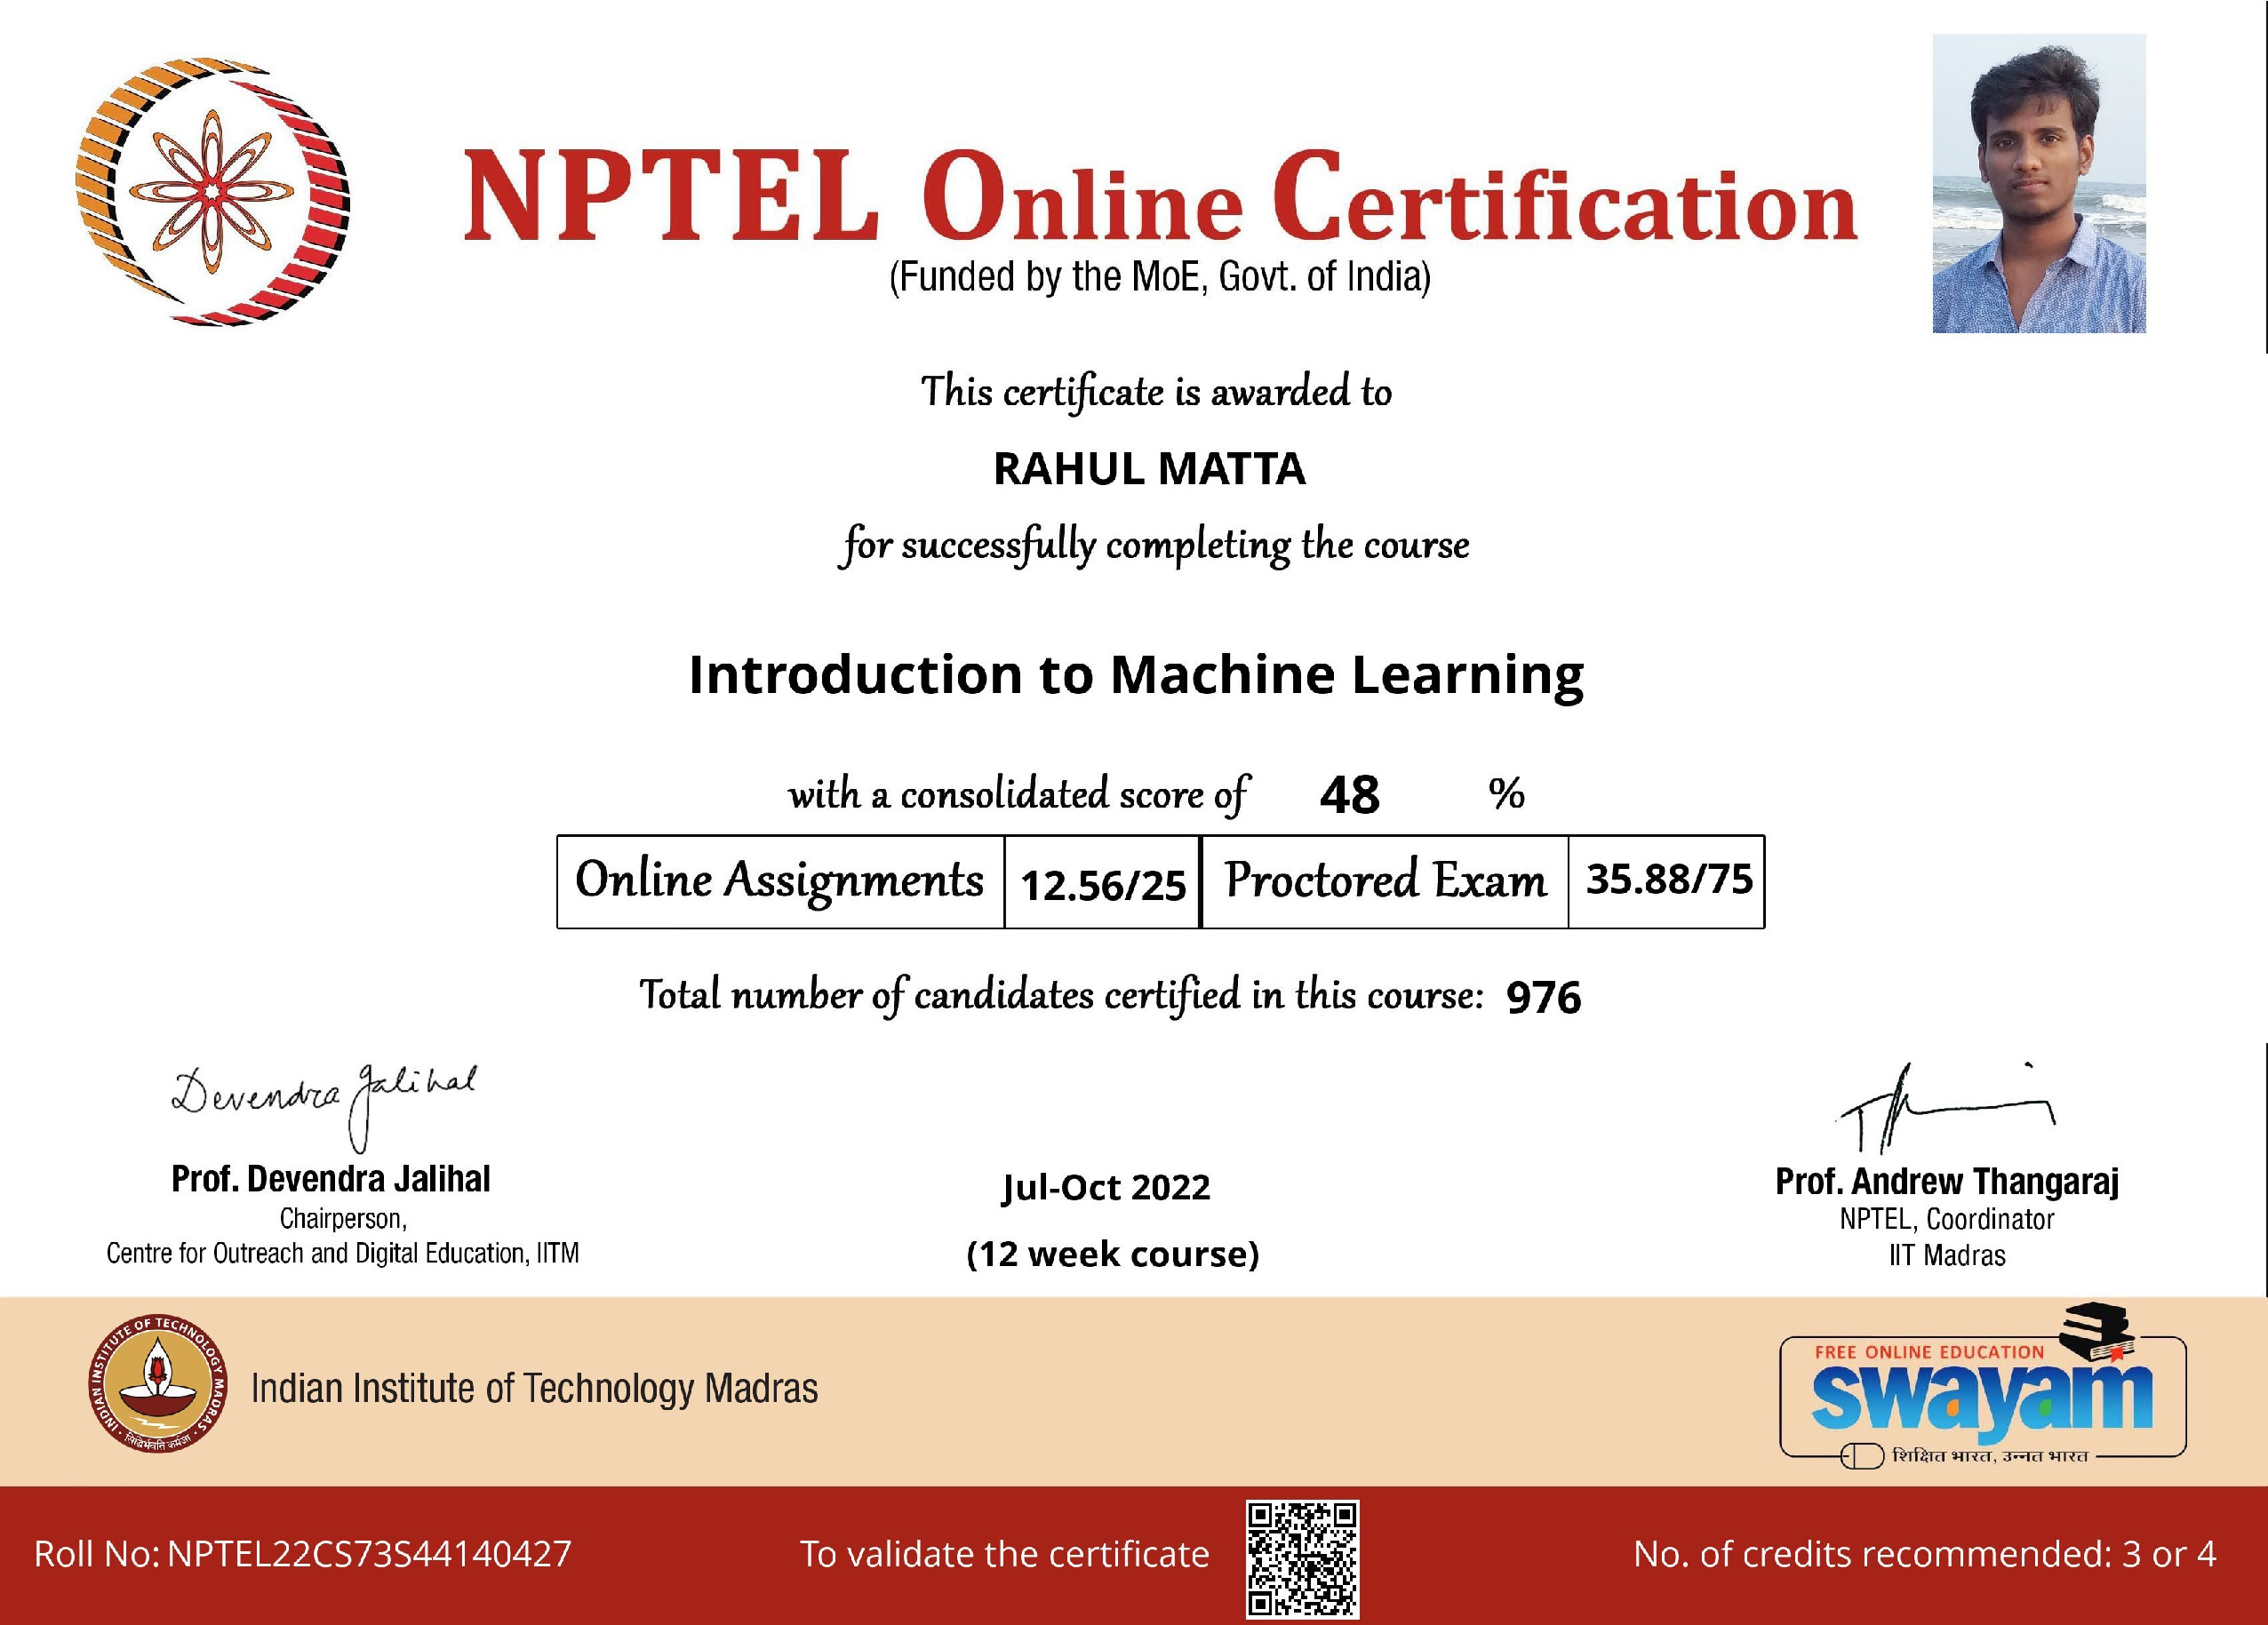 NPTEL Online Certification
(Funded by the MoE, Govt. of India)
This certificate is awarded to
RAHUL MATTA
for successfully completing the course
Introduction to Machine Learning
with a consolidated score of 48 %
Online Assignments 12.56/25 Proctored Exam 35.88/75
Total number of candidates certified in this course: 976
Devendra Jalihal
Prof. Devendra Jalihal
Chairperson,
Centre for Outreach and Digital Education, IITM
Jul-Oct 2022
(12 week course)
Prof. Andrew Thangaraj
NPTEL, Coordinator
IIT Madras
INDIAN INSTITUTE OF TECHNOLOGY MADRAS
सिद्धिर्भवति कर्मजा
Indian Institute of Technology Madras
FREE ONLINE EDUCATION
swayam
शिक्षित भारत, उन्नत भारत
Roll No: NPTEL22CS73S44140427
To validate the certificate
No. of credits recommended: 3 or 4